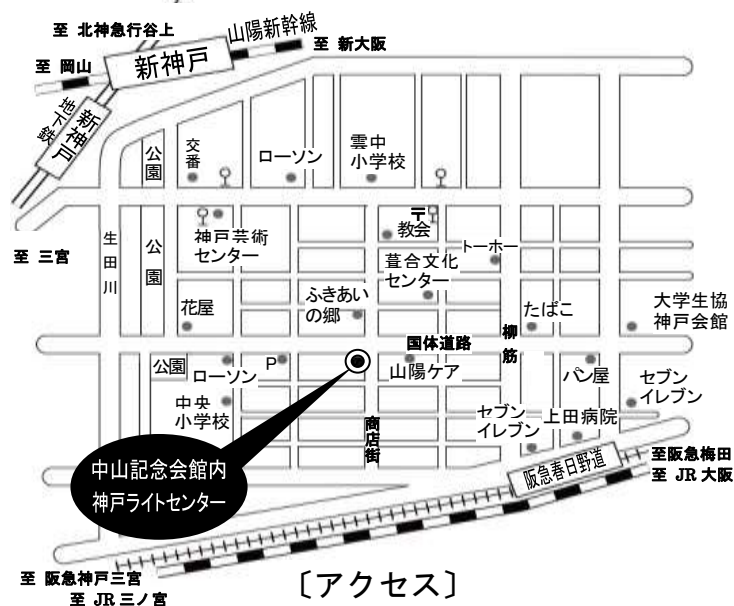 至 北神急行谷上
山陽新幹線
至 新大阪
至 岡山
新神戸
地下鉄
新神戸
公園
交番
ローソン
雲中
小学校
至 三宮
生田川
公園
神戸芸術
センター
〒
教会
トーホー
葺合文化
センター
花屋
ふきあい
の郷
国体道路
柳筋
たばこ
大学生協
神戸会館
公園
ローソン
P
山陽ケア
パン屋
セブン
イレブン
中央
小学校
商店街
セブン
イレブン
上田病院
中山記念会館内
神戸ライトセンター
阪急春日野道
至阪急梅田
至 JR大阪
至 阪急神戸三宮
至 JR三ノ宮
〔アクセス〕